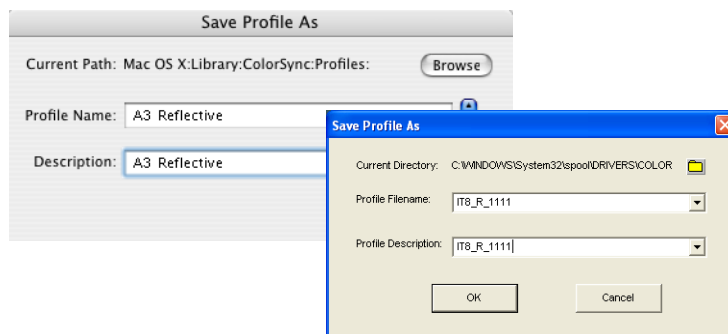 Save Profile As
Current Path: Mac OS X:Library:ColorSync:Profiles: Browse
Profile Name: A3 Reflective
Description: A3 Reflective
Save Profile As
Current Directory: C:\WINDOWS\System32\spool\DRIVERS\COLOR
Profile Filename: IT8_R_1111
Profile Description: IT8_R_1111
OK Cancel